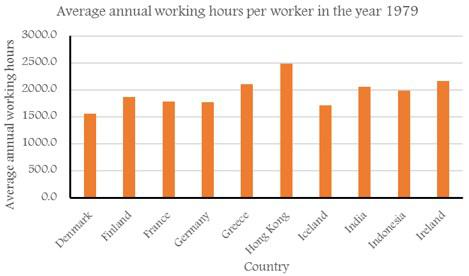 Average annual working hours per worker in the year 1979
Average annual working hours
3000.0
2500.0
2000.0
1500.0
1000.0
500.0
0.0
Denmark
Finland
France
Germany
Greece
Hong Kong
Iceland
India
Indonesia
Ireland
Country